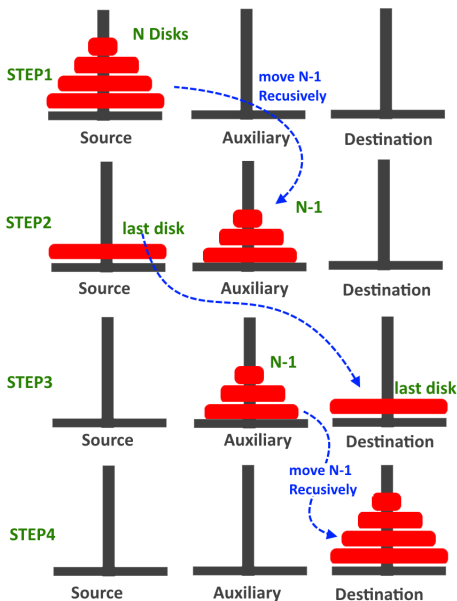 N Disks
STEP1
move N-1
Recusively
Source
Auxiliary
Destination
STEP2
last disk
N-1
Source
Auxiliary
Destination
STEP3
N-1
last disk
Source
Auxiliary
Destination
move N-1
Recusively
STEP4
Source
Auxiliary
Destination